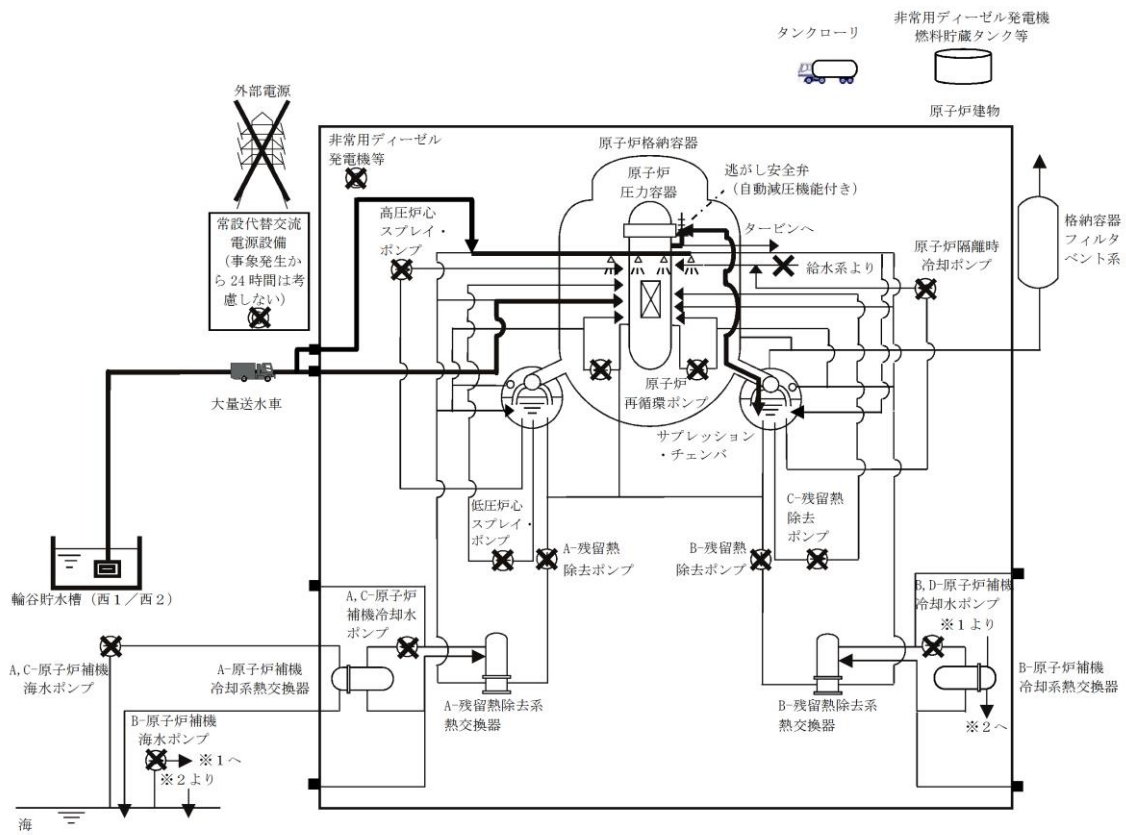 タンクローリ
非常用ディーゼル発電機
燃料貯蔵タンク等
外部電源
原子炉建物
非常用ディーゼル
発電機等
原子炉格納容器
原子炉
圧力容器
逃がし安全弁
（自動減圧機能付き）
常設代替交流
電源設備
（事象発生か
ら24時間は考
慮しない）
高圧炉心
スプレイ・
ポンプ
タービンへ
給水系より
原子炉隔離時
冷却ポンプ
格納容器
フィルタ
ベント系
大量送水車
原子炉
再循環ポンプ
サプレッション
・チェンバ
低圧炉心
スプレイ・
ポンプ
A-残留熱
除去ポンプ
B-残留熱
除去ポンプ
C-残留熱
除去
ポンプ
輪谷貯水槽（西１／西２）
A,C-原子炉
補機冷却水
ポンプ
B,D-原子炉補機
冷却水ポンプ
※１より
A,C-原子炉補機
海水ポンプ
A-原子炉補機
冷却系熱交換器
B-原子炉補機
冷却系熱交換器
A-残留熱除去系
熱交換器
B-残留熱除去系
熱交換器
※２へ
B-原子炉補機
海水ポンプ
※１へ
※２より
海